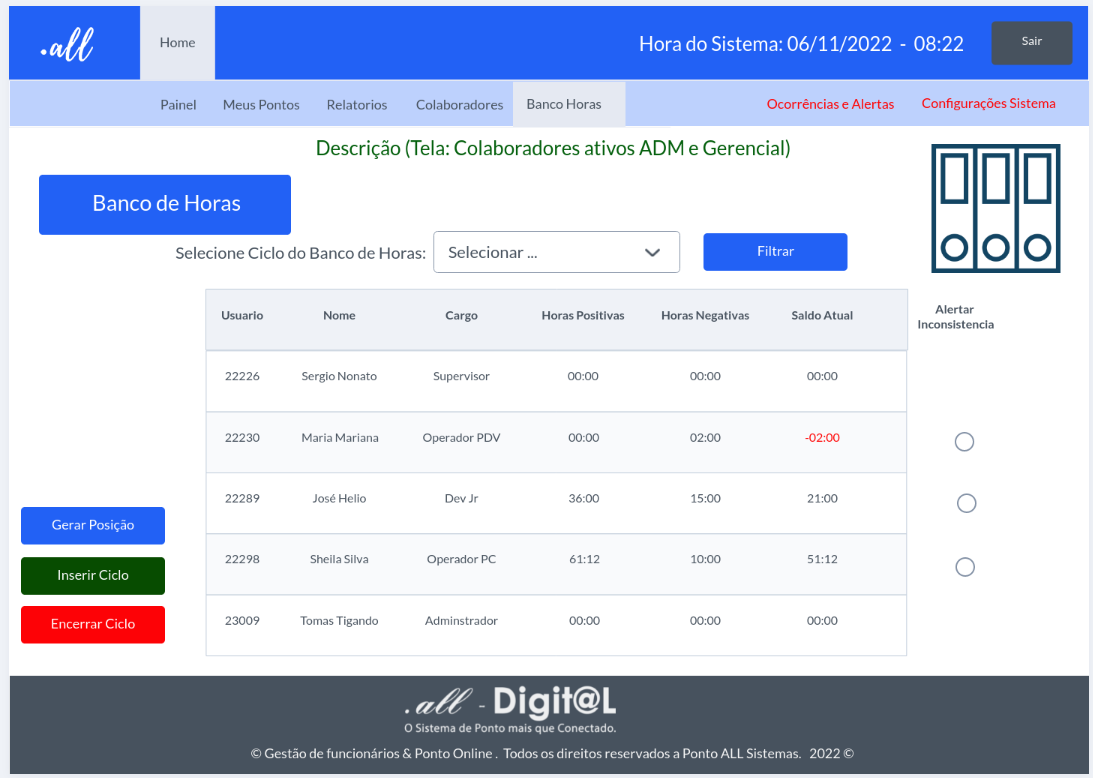 .all
Home
Hora do Sistema: 06/11/2022 - 08:22
Sair
Painel Meus Pontos Relatorios Colaboradores Banco Horas Ocorrências e Alertas Configurações Sistema
Descrição (Tela: Colaboradores ativos ADM e Gerencial)
Banco de Horas
Selecione Ciclo do Banco de Horas: Selecionar ... Filtrar
Usuario Nome Cargo Horas Positivas Horas Negativas Saldo Atual
Alertar
Inconsistencia
22226 Sergio Nonato Supervisor 00:00 00:00 00:00
22230 Maria Mariana Operador PDV 00:00 02:00 -02:00
22289 José Helio Dev Jr 36:00 15:00 21:00
22298 Sheila Silva Operador PC 61:12 10:00 51:12
23009 Tomas Tigando Adminstrador 00:00 00:00 00:00
Gerar Posição
Inserir Ciclo
Encerrar Ciclo
.all - Digit@L
O Sistema de Ponto mais que Conectado.
© Gestão de funcionários & Ponto Online . Todos os direitos reservados a Ponto ALL Sistemas. 2022 ©